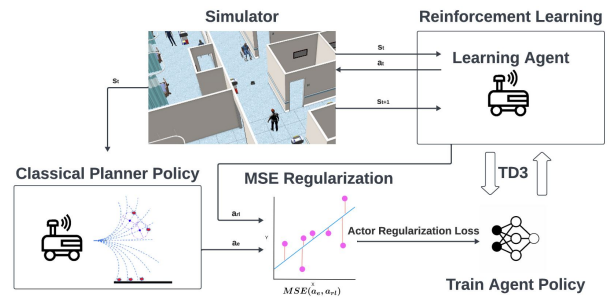 Simulator
Reinforcement Learning
sₜ
Learning Agent
aₜ
sₜ
sₜ₊₁
Classical Planner Policy
MSE Regularization
TD3
aᵣₗ
Y
Actor Regularization Loss
aₑ
X
MSE(aₑ, aᵣₗ)
Train Agent Policy